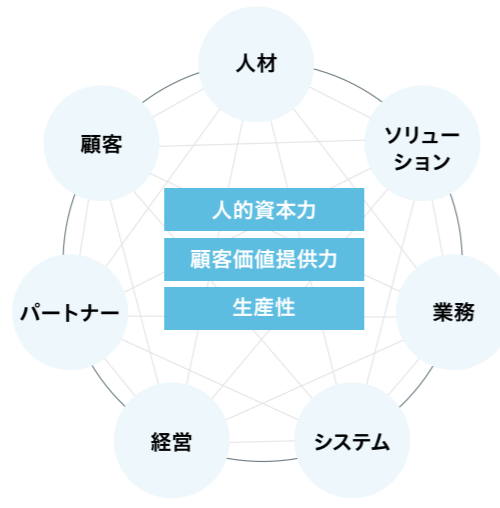 人材
顧客
ソリュー
ション
人的資本力
顧客価値提供力
生産性
パートナー
業務
経営
システム